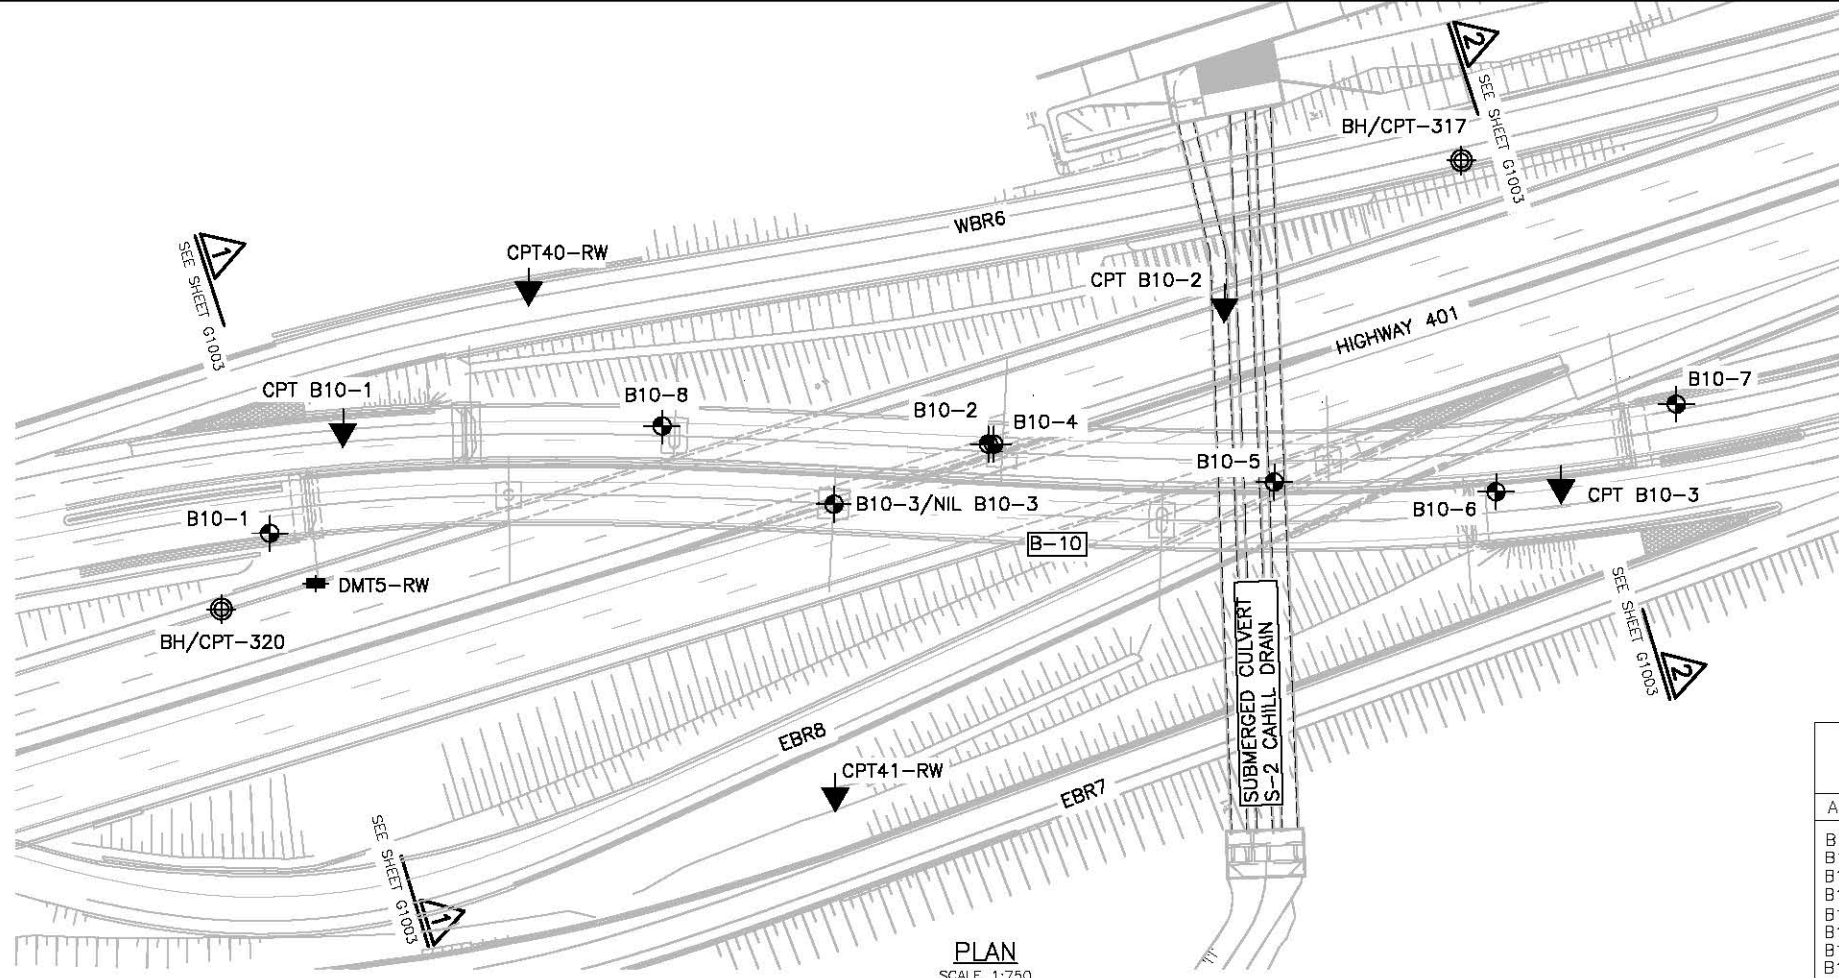 2
SEE SHEET G1003
BH/CPT-317
WBR6
1
SEE SHEET G1003
CPT40-RW
CPT B10-2
HIGHWAY 401
CPT B10-1
B10-8
B10-2
B10-4
B10-7
B10-5
B10-3/NIL B10-3
B10-6
CPT B10-3
B10-1
B-10
DMT5-RW
BH/CPT-320
SEE SHEET G1003
2
SUBMERGED CULVERT
S-2 CAHILL DRAIN
EBR8
CPT41-RW
EBR7
SEE SHEET G1003
1
PLAN
SCALE 1:750
A